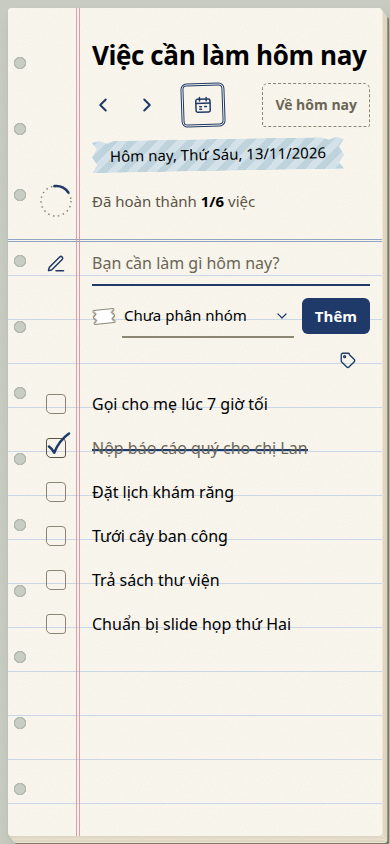 Việc cần làm hôm nay
Về hôm nay
Hôm nay, Thứ Sáu, 13/11/2026
Đã hoàn thành 1/6 việc
Bạn cần làm gì hôm nay?
Chưa phân nhóm
Thêm
Gọi cho mẹ lúc 7 giờ tối
Nộp báo cáo quý cho chị Lan
Đặt lịch khám răng
Tưới cây ban công
Trả sách thư viện
Chuẩn bị slide họp thứ Hai